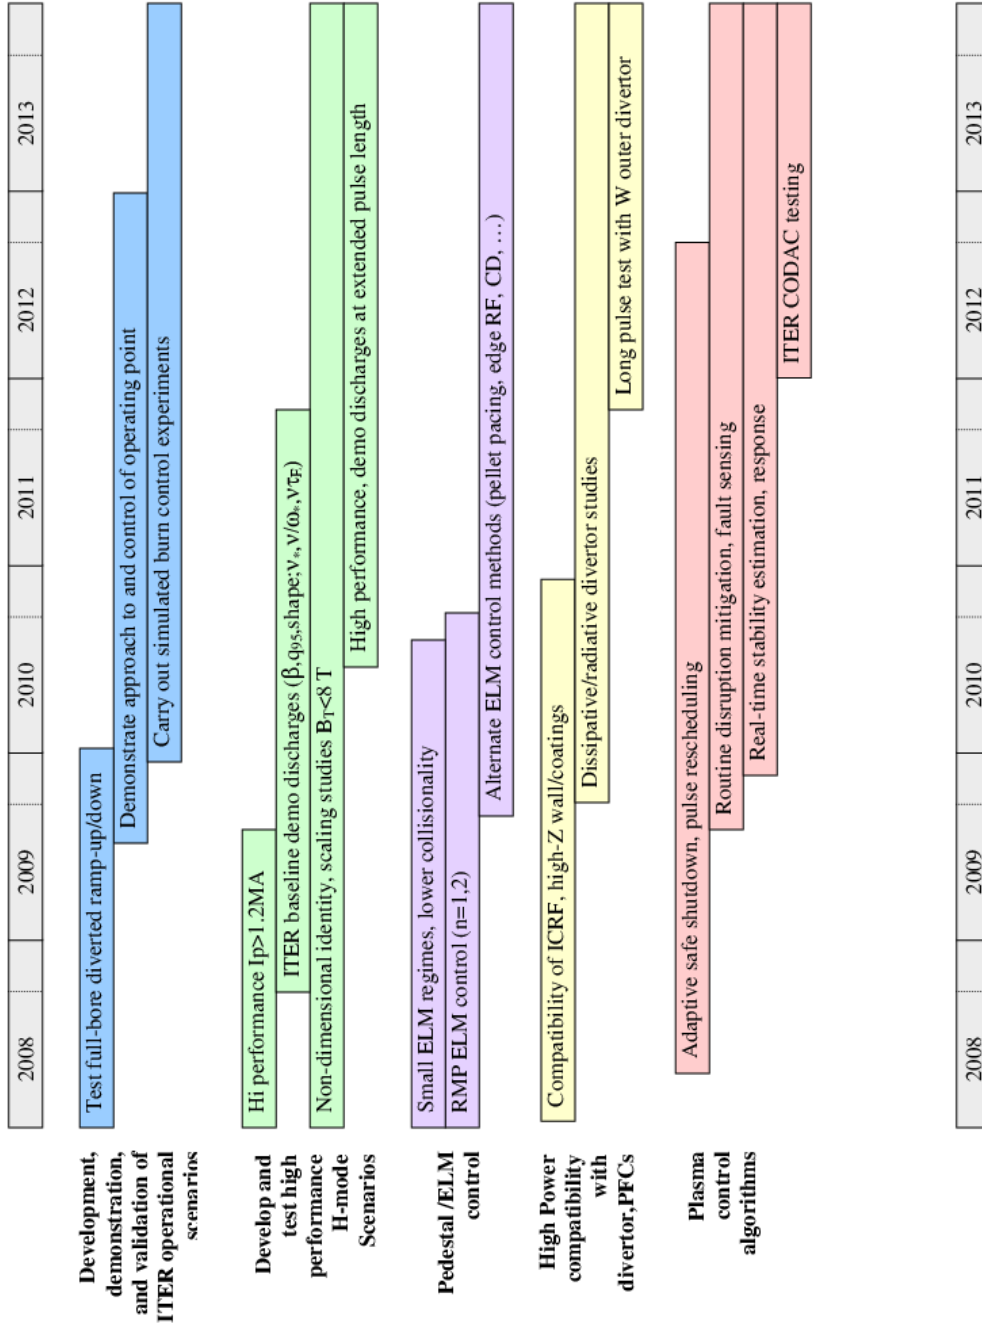 2008 2009 2010 2011 2012 2013
Development,
demonstration,
and validation of
ITER operational
scenarios
Test full-bore diverted ramp-up/down
Demonstrate approach to and control of operating point
Carry out simulated burn control experiments
Develop and
test high
performance
H-mode
Scenarios
Hi performance Ip>1.2MA
ITER baseline demo discharges (β,q₉₅,shape;ν*,ν/ω*,ντE)
Non-dimensional identity, scaling studies BT<8 T
High performance, demo discharges at extended pulse length
Pedestal /ELM
control
Small ELM regimes, lower collisionality
RMP ELM control (n=1,2)
Alternate ELM control methods (pellet pacing, edge RF, CD, …)
High Power
compatibility
with
divertor,PFCs
Compatibility of ICRF, high-Z wall/coatings
Dissipative/radiative divertor studies
Long pulse test with W outer divertor
Plasma
control
algorithms
Adaptive safe shutdown, pulse rescheduling
Routine disruption mitigation, fault sensing
Real-time stability estimation, response
ITER CODAC testing
2008 2009 2010 2011 2012 2013